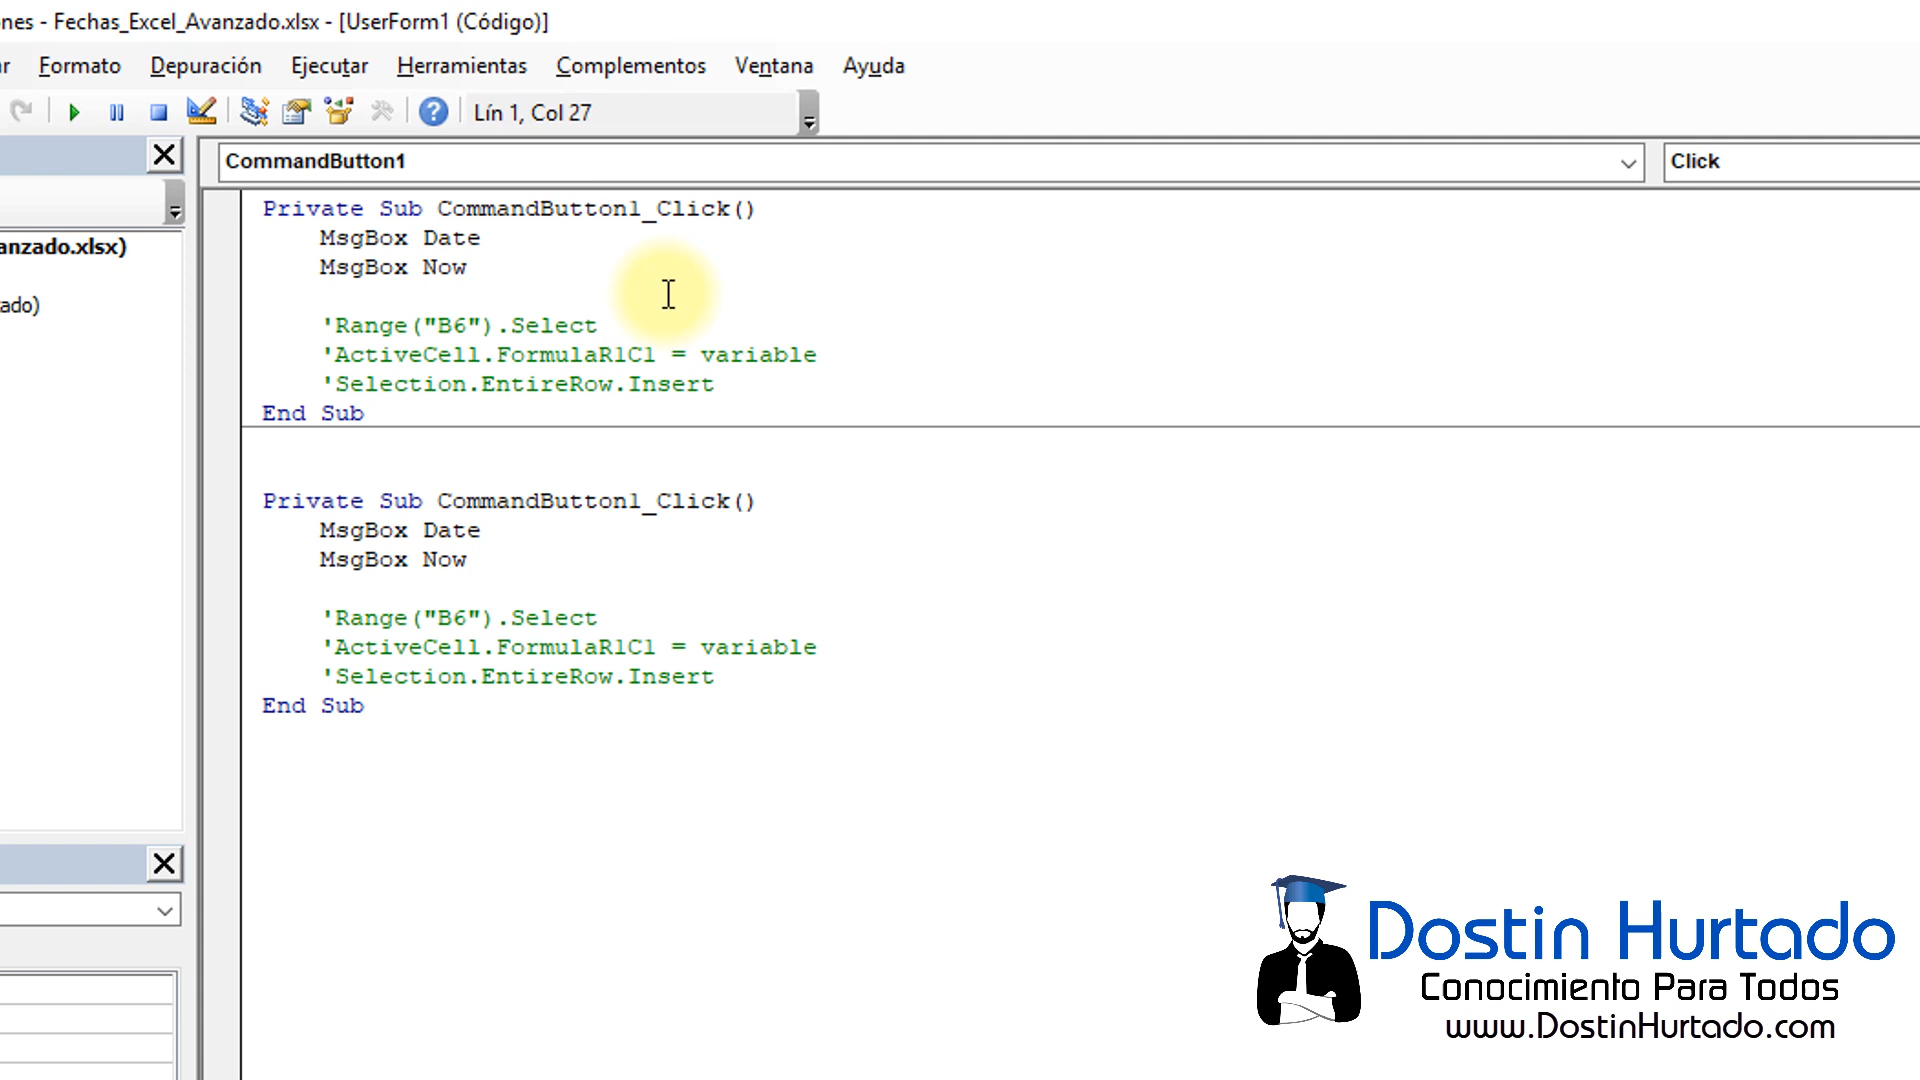 nes - Fechas_Excel_Avanzado.xlsx - [UserForm1 (Código)]
r Formato Depuración Ejecutar Herramientas Complementos Ventana Ayuda
Lín 1, Col 27
CommandButton1
Click
anzado.xlsx)
ado)
Private Sub CommandButton1_Click()
MsgBox Date
MsgBox Now
'Range("B6").Select
'ActiveCell.FormulaR1C1 = variable
'Selection.EntireRow.Insert
End Sub
Private Sub CommandButton1_Click()
MsgBox Date
MsgBox Now
'Range("B6").Select
'ActiveCell.FormulaR1C1 = variable
'Selection.EntireRow.Insert
End Sub
Dostin Hurtado
Conocimiento Para Todos
www.DostinHurtado.com